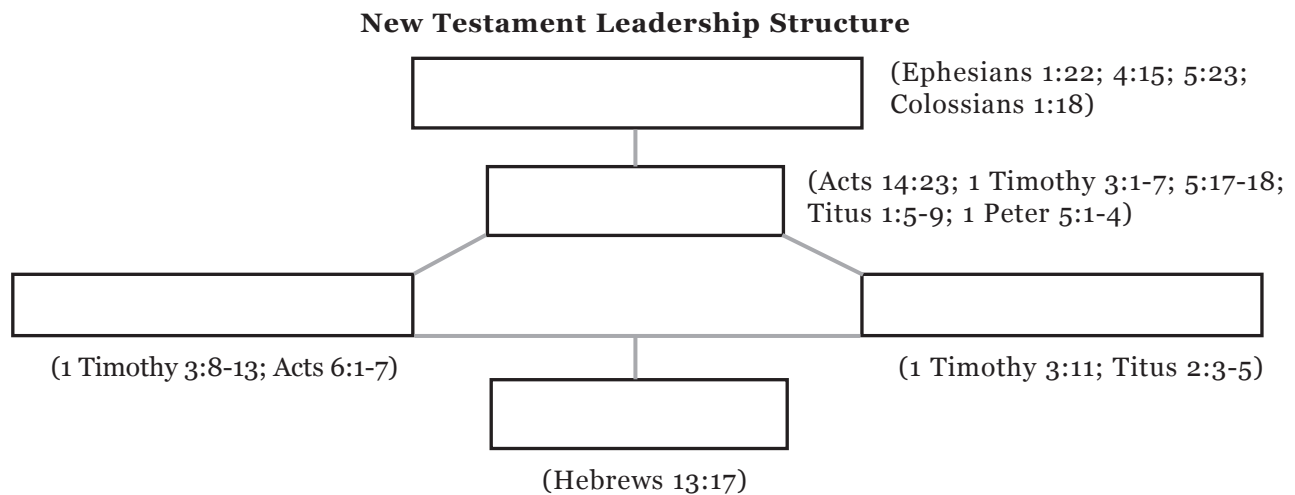 New Testament Leadership Structure
(Ephesians 1:22; 4:15; 5:23;
Colossians 1:18)
(Acts 14:23; 1 Timothy 3:1-7; 5:17-18;
Titus 1:5-9; 1 Peter 5:1-4)
(1 Timothy 3:8-13; Acts 6:1-7)
(1 Timothy 3:11; Titus 2:3-5)
(Hebrews 13:17)